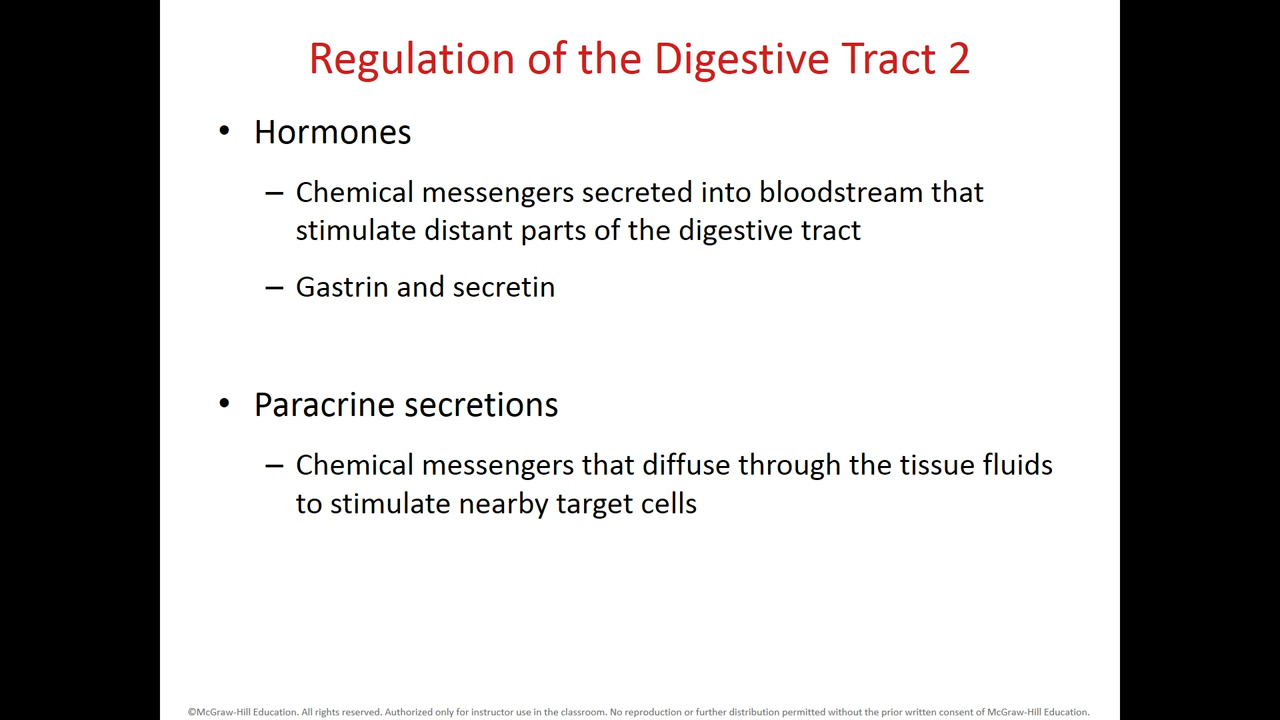 Regulation of the Digestive Tract 2
• Hormones
– Chemical messengers secreted into bloodstream that
stimulate distant parts of the digestive tract
– Gastrin and secretin
• Paracrine secretions
– Chemical messengers that diffuse through the tissue fluids
to stimulate nearby target cells
©McGraw-Hill Education. All rights reserved. Authorized only for instructor use in the classroom. No reproduction or further distribution permitted without the prior written consent of McGraw-Hill Education.